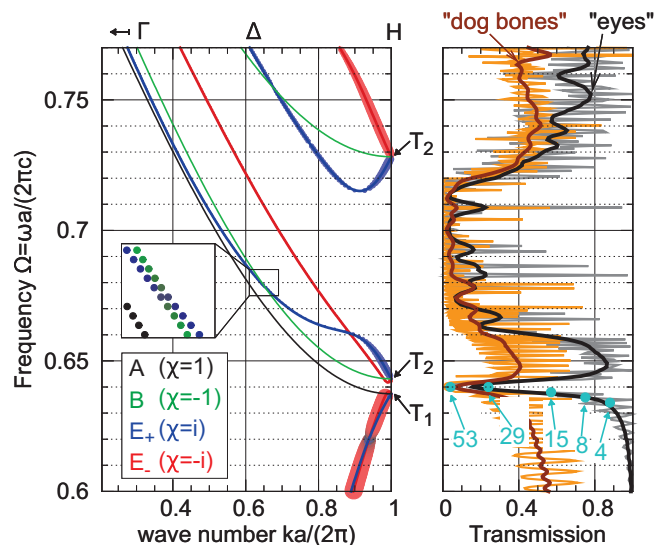 ← Γ
Δ
H
"dog bones"
"eyes"
0.75
0.7
0.65
0.6
Frequency Ω=ωa/(2πc)
T2
T2
T1
A (χ=1)
B (χ=-1)
E+ (χ=i)
E- (χ=-i)
53
29
15
8
4
0.4
0.6
0.8
1
0
0.4
0.8
wave number ka/(2π)
Transmission